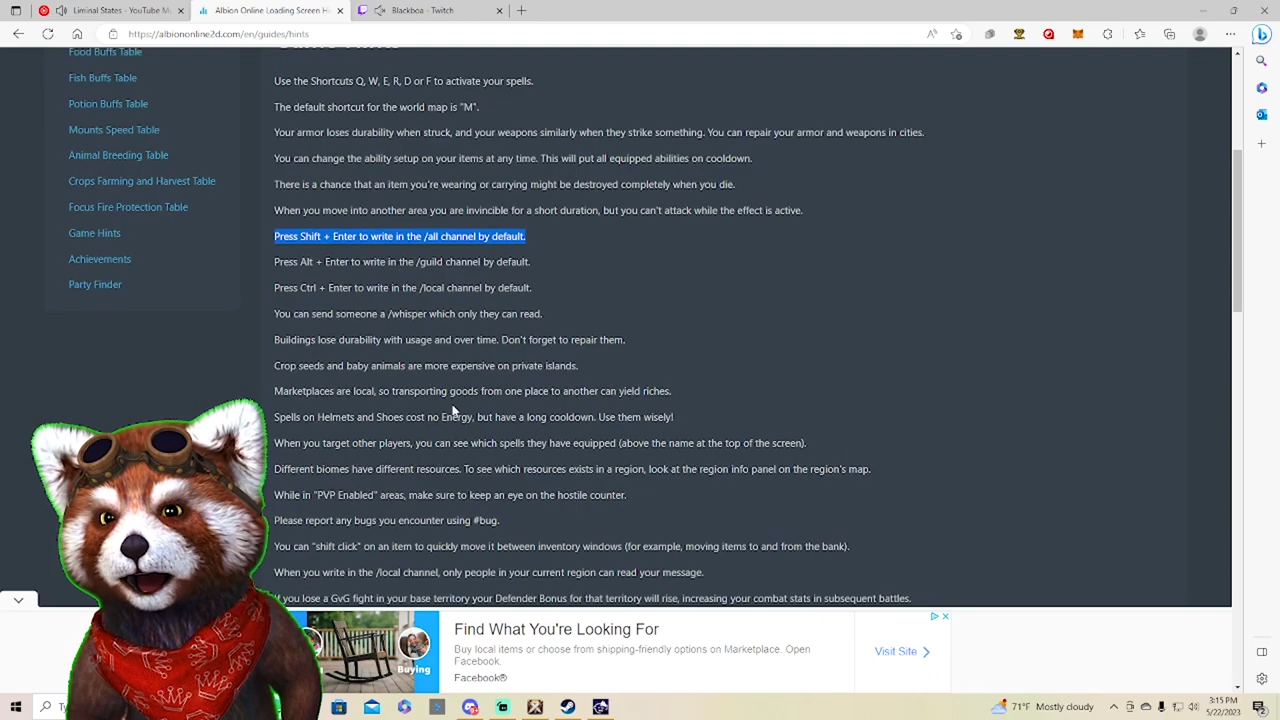 Liminal States - YouTube M
Albion Online Loading Screen H
Blackboa - Twitch
https://albiononline2d.com/en/guides/hints
Food Buffs Table
Fish Buffs Table
Potion Buffs Table
Mounts Speed Table
Animal Breeding Table
Crops Farming and Harvest Table
Focus Fire Protection Table
Game Hints
Achievements
Party Finder
Use the Shortcuts Q, W, E, R, D or F to activate your spells.
The default shortcut for the world map is "M".
Your armor loses durability when struck, and your weapons similarly when they strike something. You can repair your armor and weapons in cities.
You can change the ability setup on your items at any time. This will put all equipped abilities on cooldown.
There is a chance that an item you're wearing or carrying might be destroyed completely when you die.
When you move into another area you are invincible for a short duration, but you can't attack while the effect is active.
Press Shift + Enter to write in the /all channel by default.
Press Alt + Enter to write in the /guild channel by default.
Press Ctrl + Enter to write in the /local channel by default.
You can send someone a /whisper which only they can read.
Buildings lose durability with usage and over time. Don't forget to repair them.
Crop seeds and baby animals are more expensive on private islands.
Marketplaces are local, so transporting goods from one place to another can yield riches.
Spells on Helmets and Shoes cost no Energy, but have a long cooldown. Use them wisely!
When you target other players, you can see which spells they have equipped (above the name at the top of the screen).
Different biomes have different resources. To see which resources exists in a region, look at the region info panel on the region's map.
While in "PVP Enabled" areas, make sure to keep an eye on the hostile counter.
Please report any bugs you encounter using #bug.
You can "shift click" on an item to quickly move it between inventory windows (for example, moving items to and from the bank).
When you write in the /local channel, only people in your current region can read your message.
If you lose a GvG fight in your base territory your Defender Bonus for that territory will rise, increasing your combat stats in subsequent battles.
Buying
Find What You're Looking For
Buy local items or choose from shipping-friendly options on Marketplace. Open
Facebook.
Facebook®
Visit Site
71°F Mostly cloudy
3:15 PM
5/22/2023